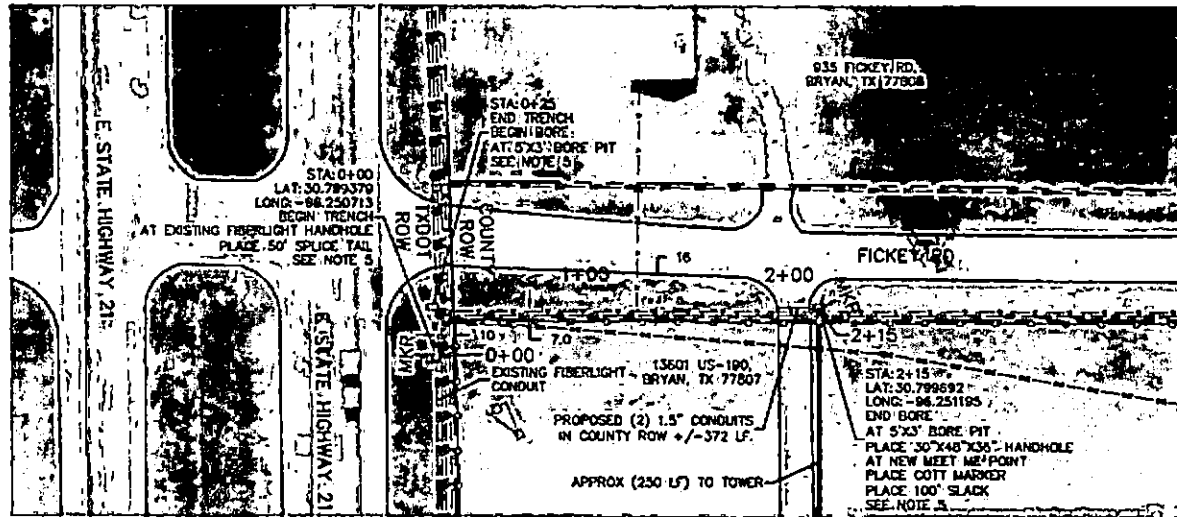 935 FICKEY RD,
BRYAN, TX 77808
STA: 0+25
END TRENCH
BEGIN BORE
AT 5'X3' BORE PIT
SEE NOTE 5
E. STATE HIGHWAY 21
STA: 0+00
LAT: 30.799379
LONG: -96.250713
BEGIN TRENCH
AT EXISTING FIBERLIGHT HANDHOLE
PLACE 50' SPLICE TAIL
SEE NOTE 5
TXDOT
ROW
COUNTY
ROW
FICKEY RD
16
1+00
2+00
MKR
2+15
10
7.0
MKR
0+00
E. STATE HIGHWAY 21
EXISTING FIBERLIGHT
CONDUIT
13601 US-190,
BRYAN, TX 77807
PROPOSED (2) 1.5" CONDUITS
IN COUNTY ROW +/-372 LF.
APPROX (250 LF) TO TOWER
STA: 2+15
LAT: 30.799692
LONG: -96.251195
END BORE
AT 5'X3' BORE PIT
PLACE 30"X48"X36" HANDHOLE
AT NEW MEET ME POINT
PLACE COTT MARKER
PLACE 100' SLACK
SEE NOTE 5